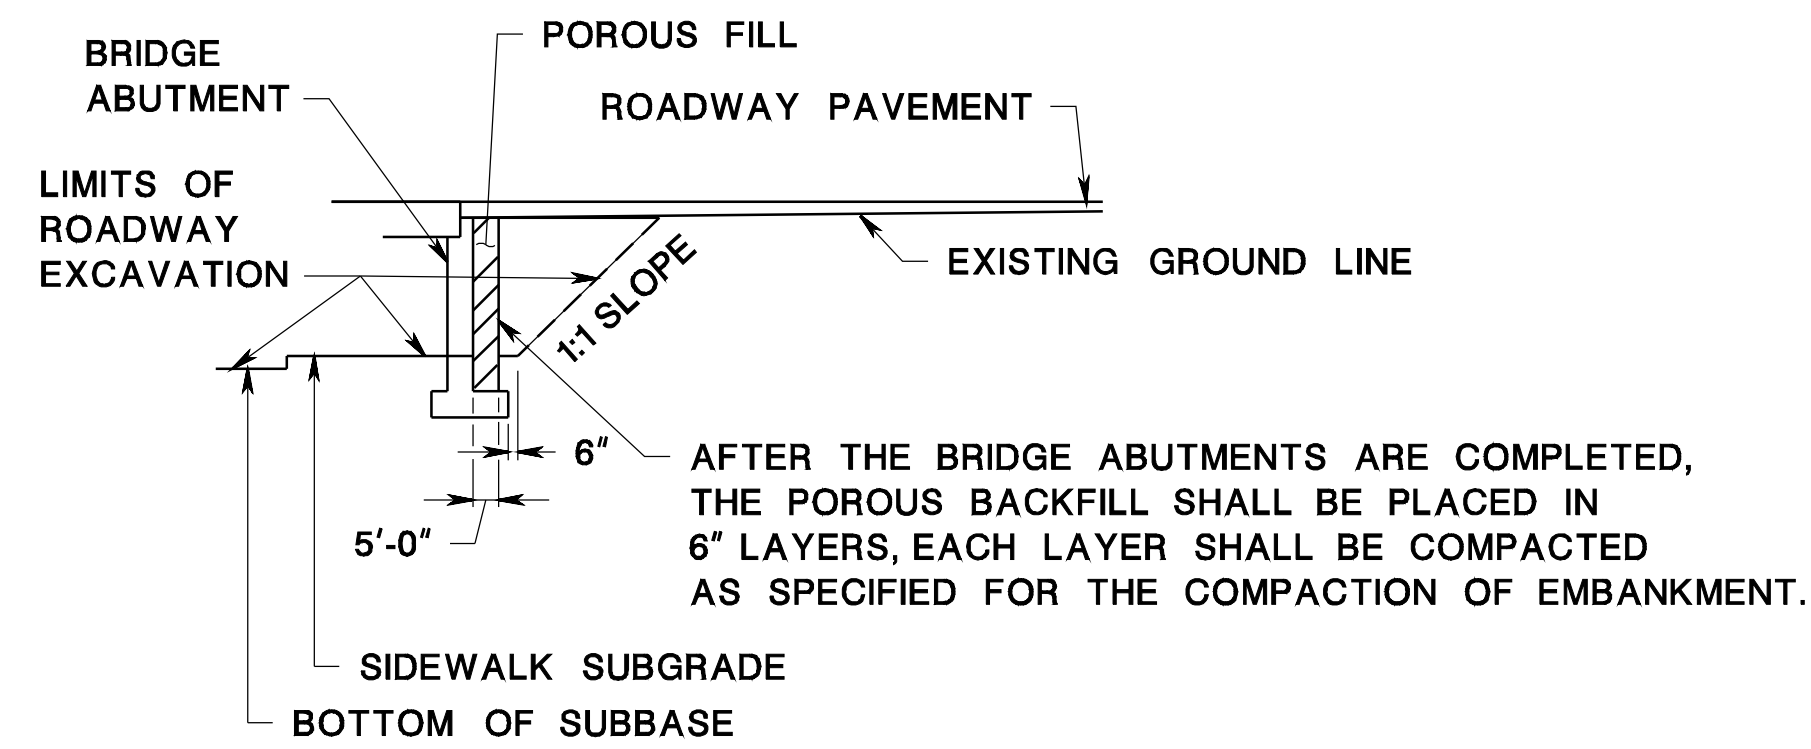 BRIDGE
ABUTMENT
POROUS FILL
ROADWAY PAVEMENT
LIMITS OF
ROADWAY
EXCAVATION
EXISTING GROUND LINE
1:1 SLOPE
6"
5'-0"
AFTER THE BRIDGE ABUTMENTS ARE COMPLETED,
THE POROUS BACKFILL SHALL BE PLACED IN
6" LAYERS, EACH LAYER SHALL BE COMPACTED
AS SPECIFIED FOR THE COMPACTION OF EMBANKMENT.
SIDEWALK SUBGRADE
BOTTOM OF SUBBASE